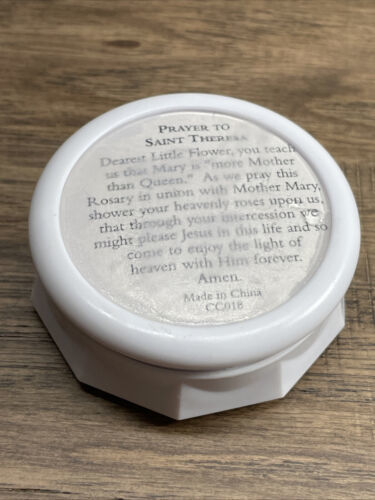 PRAYER TO
SAINT THERESA
Dearest Little Flower, you teach
us that Mary is "more Mother
than Queen." As we pray this
Rosary in union with Mother Mary,
shower your heavenly roses upon us,
that through your intercession we
might please Jesus in this life and so
come to enjoy the light of
heaven with Him forever.
Amen.
Made in China
CC018